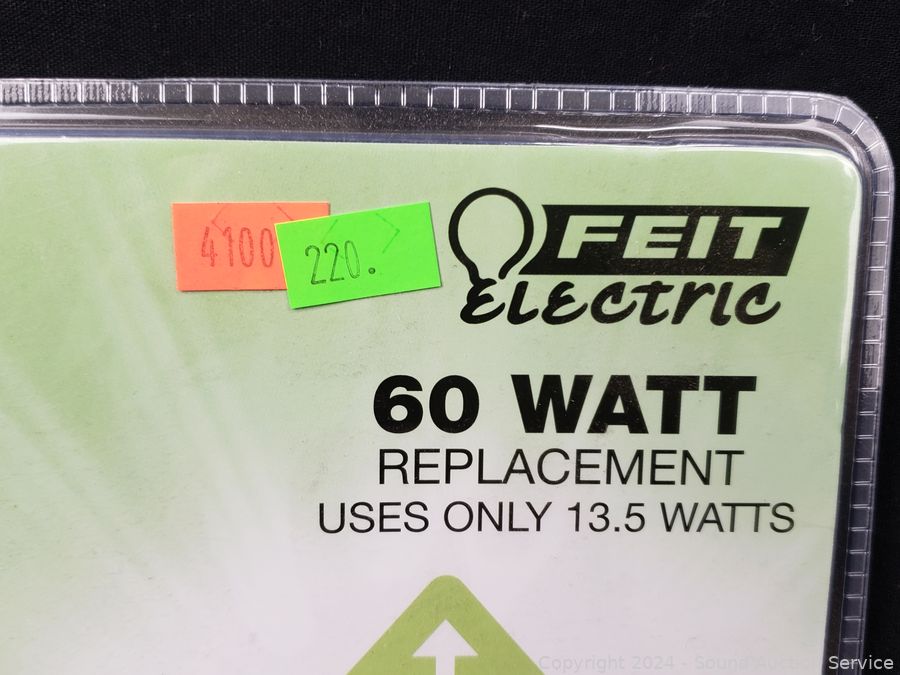 4100
220.
FEIT
Electric
60 WATT
REPLACEMENT
USES ONLY 13.5 WATTS
Copyright 2024 - Sound Auction Service